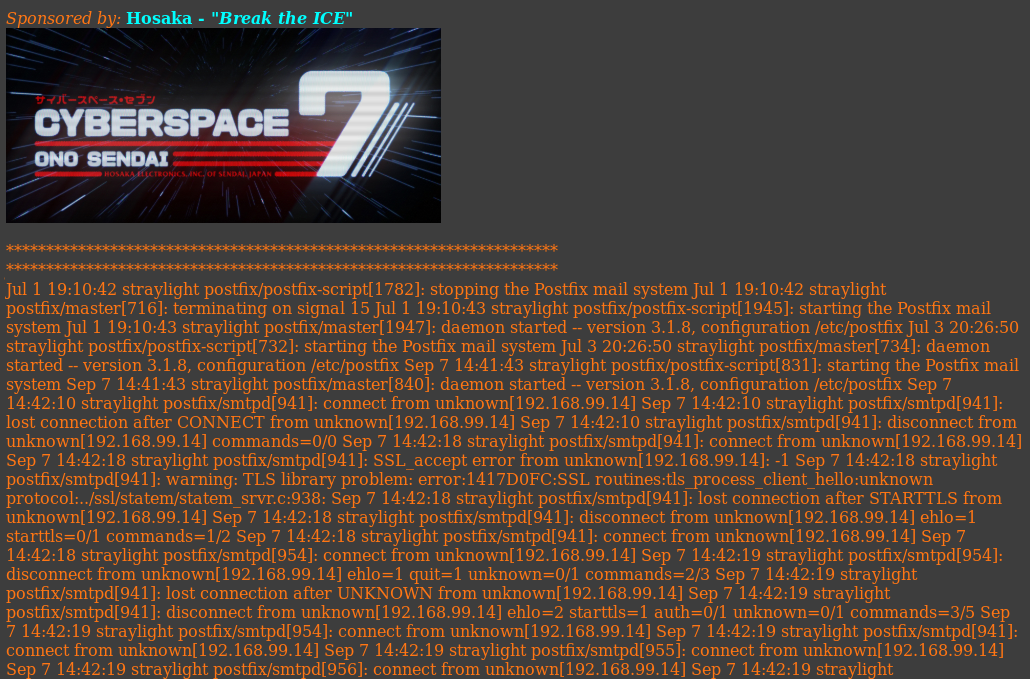 Sponsored by: Hosaka - "Break the ICE"
サイバースペース・セブン
CYBERSPACE 7
ONO SENDAI
HOSAKA ELECTRONICS, INC. OF SENDAI, JAPAN
*********************************************************************
*********************************************************************
Jul 1 19:10:42 straylight postfix/postfix-script[1782]: stopping the Postfix mail system Jul 1 19:10:42 straylight
postfix/master[716]: terminating on signal 15 Jul 1 19:10:43 straylight postfix/postfix-script[1945]: starting the Postfix mail
system Jul 1 19:10:43 straylight postfix/master[1947]: daemon started -- version 3.1.8, configuration /etc/postfix Jul 3 20:26:50
straylight postfix/postfix-script[732]: starting the Postfix mail system Jul 3 20:26:50 straylight postfix/master[734]: daemon
started -- version 3.1.8, configuration /etc/postfix Sep 7 14:41:43 straylight postfix/postfix-script[831]: starting the Postfix mail
system Sep 7 14:41:43 straylight postfix/master[840]: daemon started -- version 3.1.8, configuration /etc/postfix Sep 7
14:42:10 straylight postfix/smtpd[941]: connect from unknown[192.168.99.14] Sep 7 14:42:10 straylight postfix/smtpd[941]:
lost connection after CONNECT from unknown[192.168.99.14] Sep 7 14:42:10 straylight postfix/smtpd[941]: disconnect from
unknown[192.168.99.14] commands=0/0 Sep 7 14:42:18 straylight postfix/smtpd[941]: connect from unknown[192.168.99.14]
Sep 7 14:42:18 straylight postfix/smtpd[941]: SSL_accept error from unknown[192.168.99.14]: -1 Sep 7 14:42:18 straylight
postfix/smtpd[941]: warning: TLS library problem: error:1417D0FC:SSL routines:tls_process_client_hello:unknown
protocol:../ssl/statem/statem_srvr.c:938: Sep 7 14:42:18 straylight postfix/smtpd[941]: lost connection after STARTTLS from
unknown[192.168.99.14] Sep 7 14:42:18 straylight postfix/smtpd[941]: disconnect from unknown[192.168.99.14] ehlo=1
starttls=0/1 commands=1/2 Sep 7 14:42:18 straylight postfix/smtpd[941]: connect from unknown[192.168.99.14] Sep 7
14:42:18 straylight postfix/smtpd[954]: connect from unknown[192.168.99.14] Sep 7 14:42:19 straylight postfix/smtpd[954]:
disconnect from unknown[192.168.99.14] ehlo=1 quit=1 unknown=0/1 commands=2/3 Sep 7 14:42:19 straylight
postfix/smtpd[941]: lost connection after UNKNOWN from unknown[192.168.99.14] Sep 7 14:42:19 straylight
postfix/smtpd[941]: disconnect from unknown[192.168.99.14] ehlo=2 starttls=1 auth=0/1 unknown=0/1 commands=3/5 Sep
7 14:42:19 straylight postfix/smtpd[954]: connect from unknown[192.168.99.14] Sep 7 14:42:19 straylight postfix/smtpd[941]:
connect from unknown[192.168.99.14] Sep 7 14:42:19 straylight postfix/smtpd[955]: connect from unknown[192.168.99.14]
Sep 7 14:42:19 straylight postfix/smtpd[956]: connect from unknown[192.168.99.14] Sep 7 14:42:19 straylight